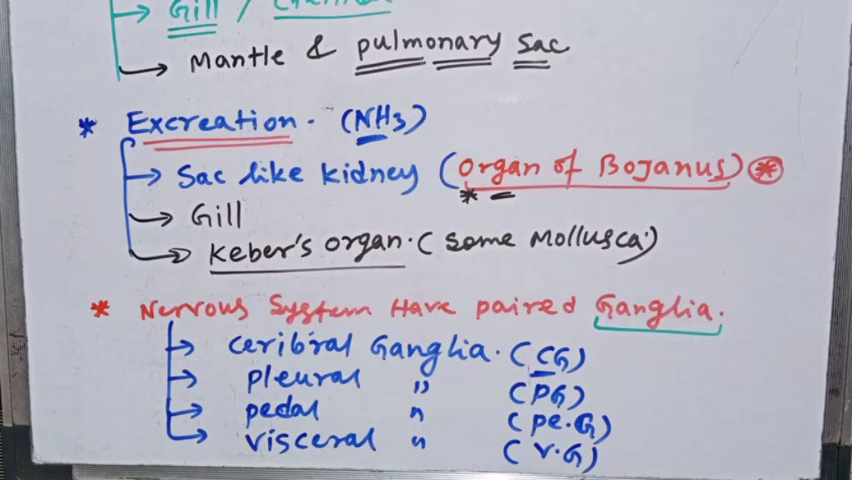 → Gill /
→ Mantle & pulmonary Sac
* Excreation. (NH3)
→ Sac like kidney (Organ of Bojanus) *
→ Gill
→ Keber's organ. (Some Mollusca)
* Nervous System Have paired Ganglia.
→ ceribral Ganglia. (CG)
→ pleural " (PG)
→ pedal " (pe.G)
→ visceral " (v.G)